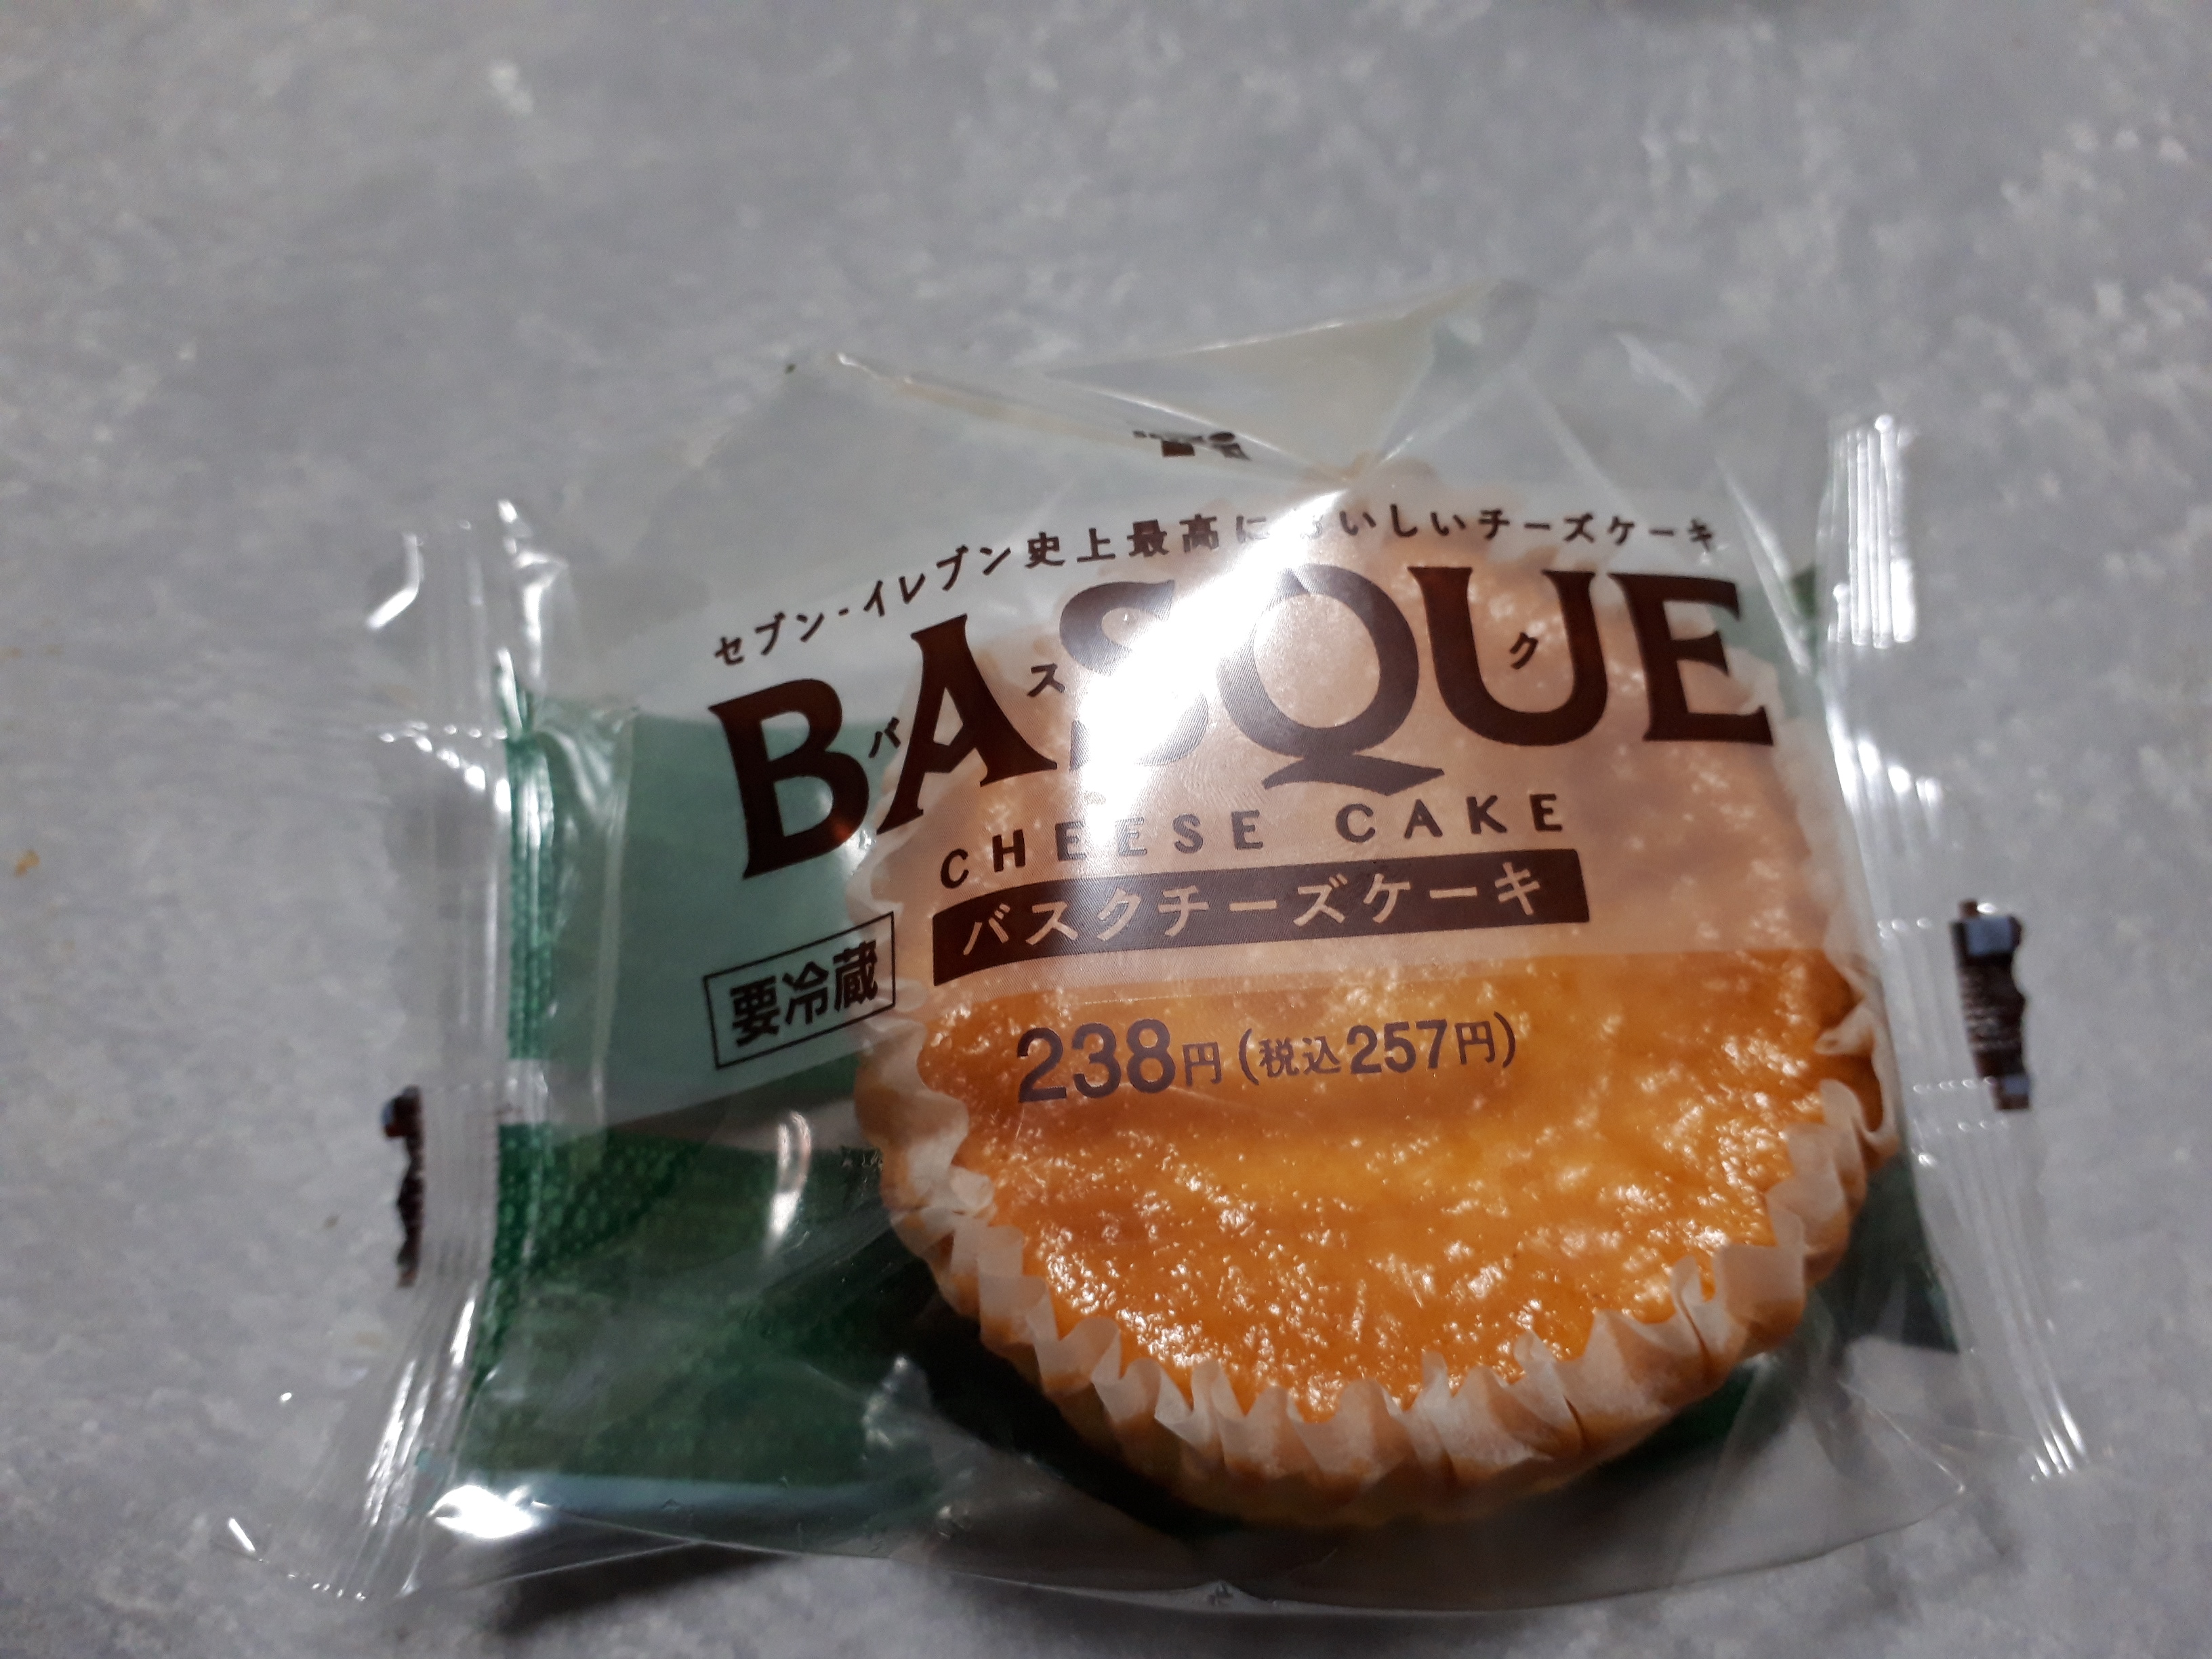 セブン-イレブン史上最高においしいチーズケーキ
BASQUE
バスク
CHEESE CAKE
バスクチーズケーキ
要冷蔵
238円(税込257円)